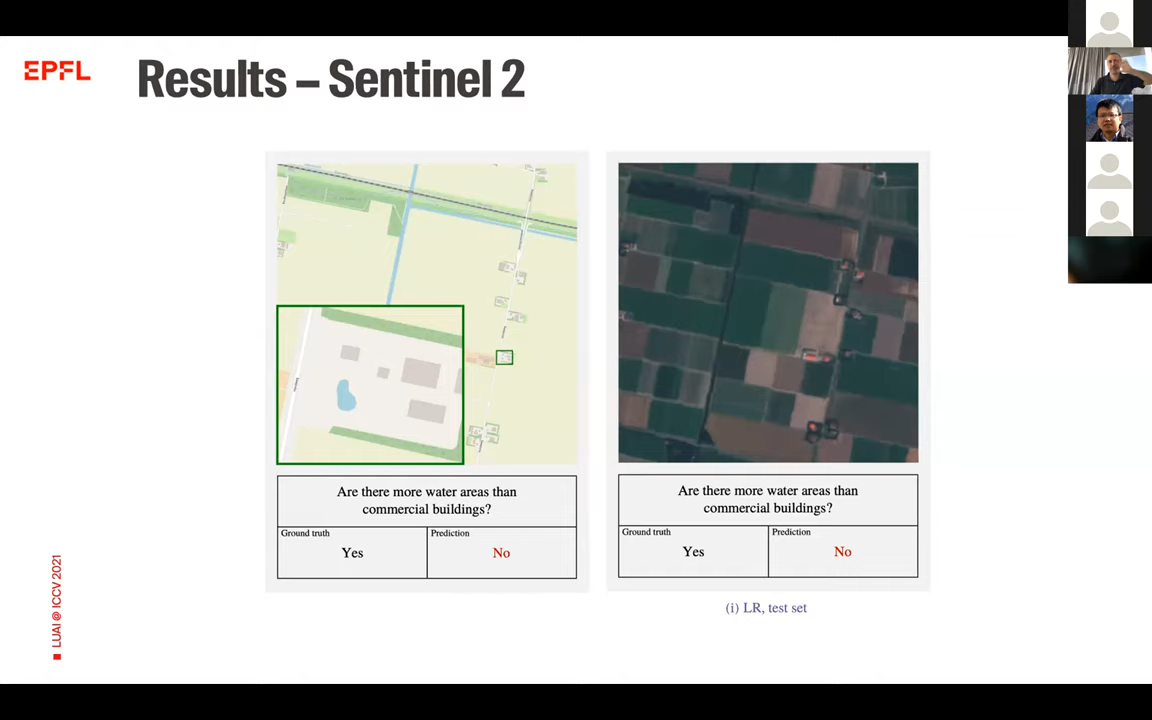 EPFL
Results – Sentinel 2
Are there more water areas than
commercial buildings?
Ground truth
Prediction
Yes
No
Are there more water areas than
commercial buildings?
Ground truth
Prediction
Yes
No
(i) LR, test set
LUAI @ ICCV 2021